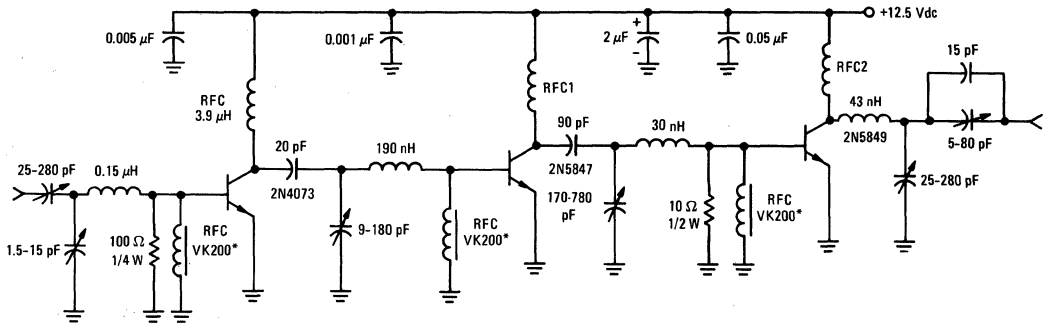 +12.5 Vdc
0.005 μF
0.001 μF
+
2 μF
−
0.05 μF
15 pF
RFC
3.9 μH
RFC1
RFC2
43 nH
2N5849
5–80 pF
20 pF
2N4073
190 nH
90 pF
2N5847
30 nH
25–280 pF
0.15 μH
25–280 pF
1.5–15 pF
100 Ω
1/4 W
RFC
VK200*
9–180 pF
RFC
VK200*
170-780
pF
10 Ω
1/2 W
RFC
VK200*